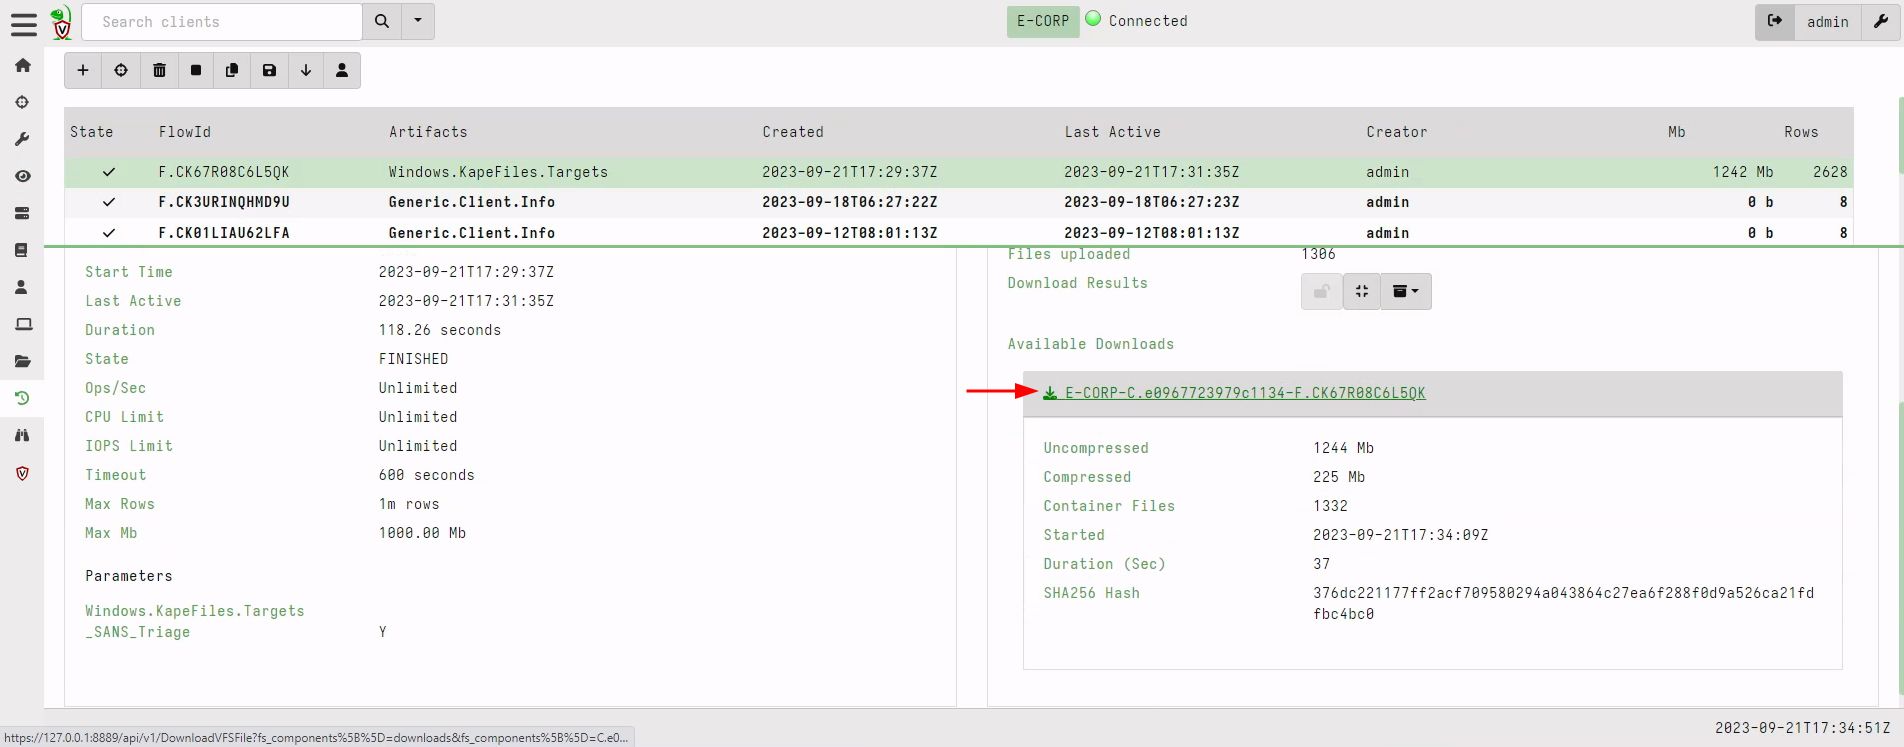 Search clients
E-CORP Connected
admin
State FlowId Artifacts Created Last Active Creator Mb Rows
F.CK67R08C6L5QK Windows.KapeFiles.Targets 2023-09-21T17:29:37Z 2023-09-21T17:31:35Z admin 1242 Mb 2628
F.CK3URINQHMD9U Generic.Client.Info 2023-09-18T06:27:22Z 2023-09-18T06:27:23Z admin 0 b 8
F.CK01LIAU62LFA Generic.Client.Info 2023-09-12T08:01:13Z 2023-09-12T08:01:13Z admin 0 b 8
Start Time 2023-09-21T17:29:37Z
Last Active 2023-09-21T17:31:35Z
Duration 118.26 seconds
State FINISHED
Ops/Sec Unlimited
CPU Limit Unlimited
IOPS Limit Unlimited
Timeout 600 seconds
Max Rows 1m rows
Max Mb 1000.00 Mb
Parameters
Windows.KapeFiles.Targets
_SANS_Triage Y
Files uploaded 1306
Download Results
Available Downloads
E-CORP-C.e0967723979c1134-F.CK67R08C6L5QK
Uncompressed 1244 Mb
Compressed 225 Mb
Container Files 1332
Started 2023-09-21T17:34:09Z
Duration (Sec) 37
SHA256 Hash 376dc221177ff2acf709580294a043864c27ea6f288f0d9a526ca21fd
fbc4bc0
https://127.0.0.1:8889/api/v1/DownloadVFSFile?fs_components%5B%5D=downloads&fs_components%5B%5D=C.e0...
2023-09-21T17:34:51Z